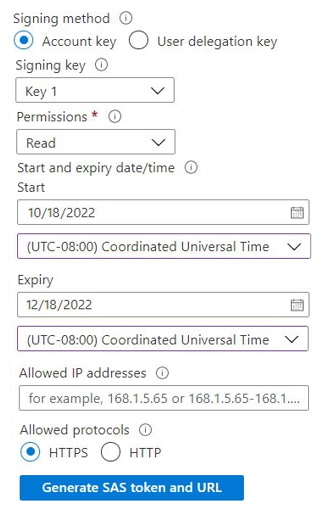 Signing method
Account key User delegation key
Signing key
Key 1
Permissions *
Read
Start and expiry date/time
Start
10/18/2022
(UTC-08:00) Coordinated Universal Time
Expiry
12/18/2022
(UTC-08:00) Coordinated Universal Time
Allowed IP addresses
for example, 168.1.5.65 or 168.1.5.65-168.1....
Allowed protocols
HTTPS HTTP
Generate SAS token and URL